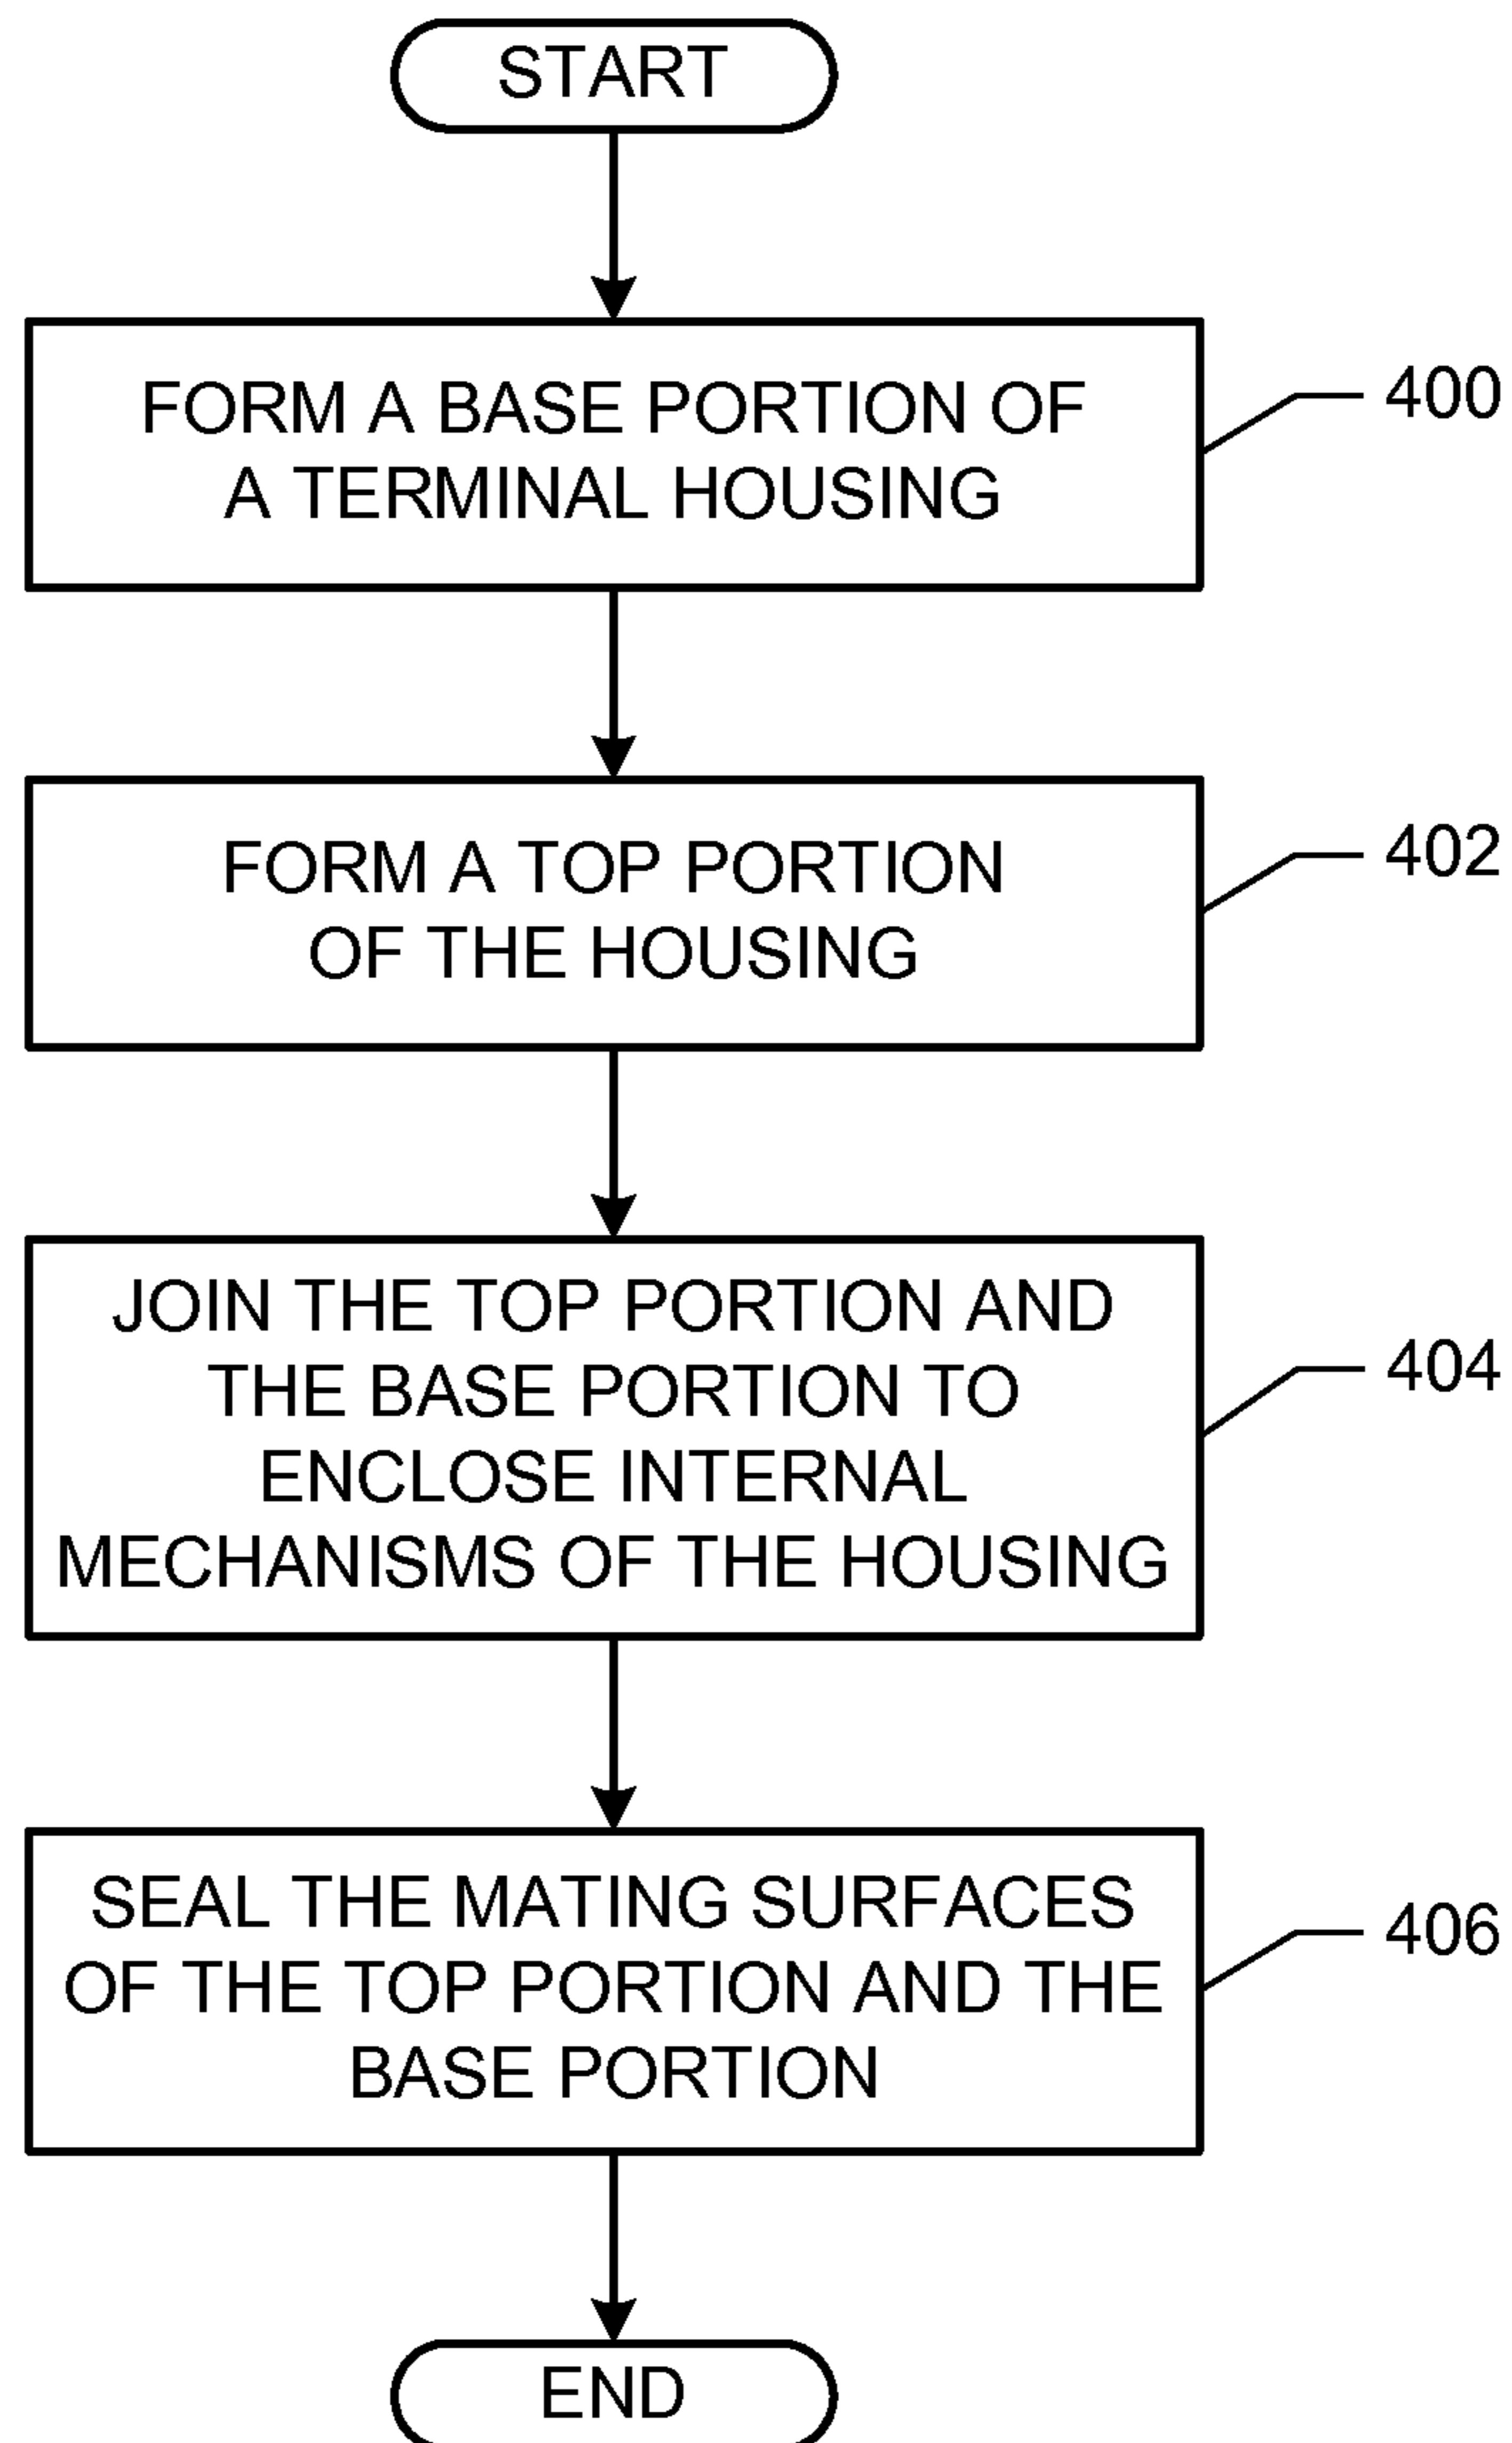 START
FORM A BASE PORTION OF
A TERMINAL HOUSING
400
FORM A TOP PORTION
OF THE HOUSING
402
JOIN THE TOP PORTION AND
THE BASE PORTION TO
ENCLOSE INTERNAL
MECHANISMS OF THE HOUSING
404
SEAL THE MATING SURFACES
OF THE TOP PORTION AND THE
BASE PORTION
406
END